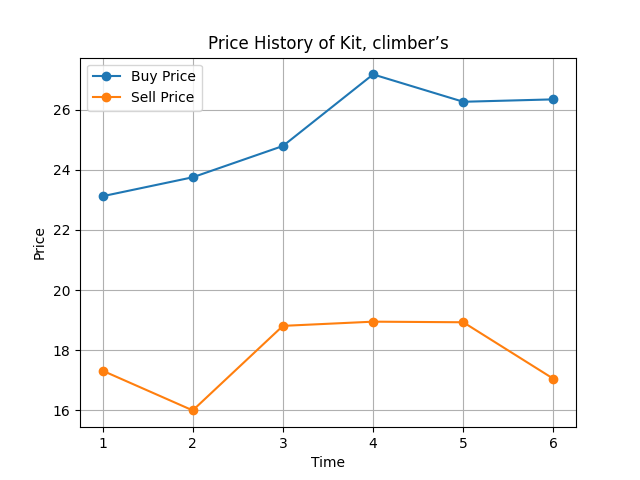 Price History of Kit, climber’s
Buy Price
Sell Price
26
24
22
20
18
16
Price
1 2 3 4 5 6
Time